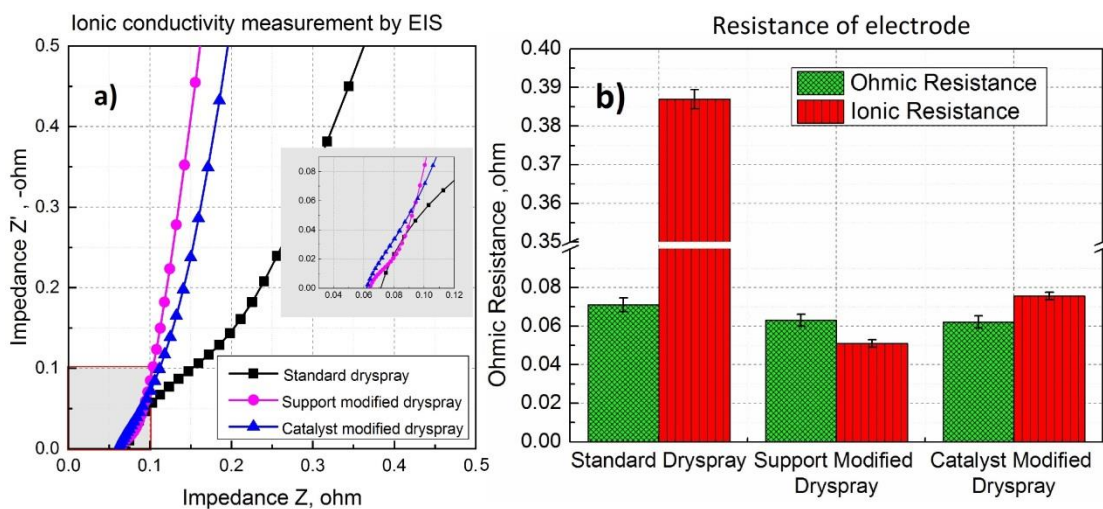 Ionic conductivity measurement by EIS
a)
Impedance Z', -ohm
0.5
0.4
0.3
0.2
0.1
0.0
0.0
0.1
0.2
0.3
0.4
0.5
Impedance Z, ohm
0.08
0.06
0.04
0.02
0.00
0.04
0.06
0.08
0.10
0.12
Standard dryspray
Support modified dryspray
Catalyst modified dryspray
Resistance of electrode
b)
Ohmic Resistance
Ionic Resistance
Ohmic Resistance ,ohm
0.40
0.39
0.38
0.37
0.36
0.35
0.08
0.06
0.04
0.02
0.00
Standard Dryspray
Support Modified
Dryspray
Catalyst Modified
Dryspray